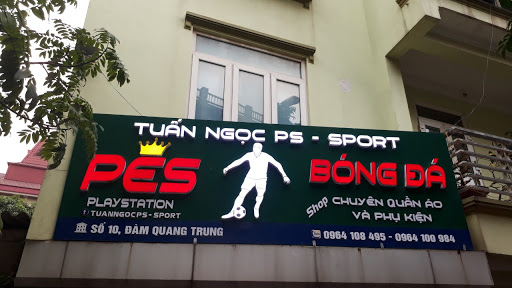 TUẤN NGỌC PS - SPORT
PES
PLAYSTATION
TUANNGOCPS-SPORT
BÓNG ĐÁ
Shop CHUYÊN QUẦN ÁO
VÀ PHỤ KIỆN
SỐ 10, ĐÀM QUANG TRUNG
0964 108 495 - 0964 100 984